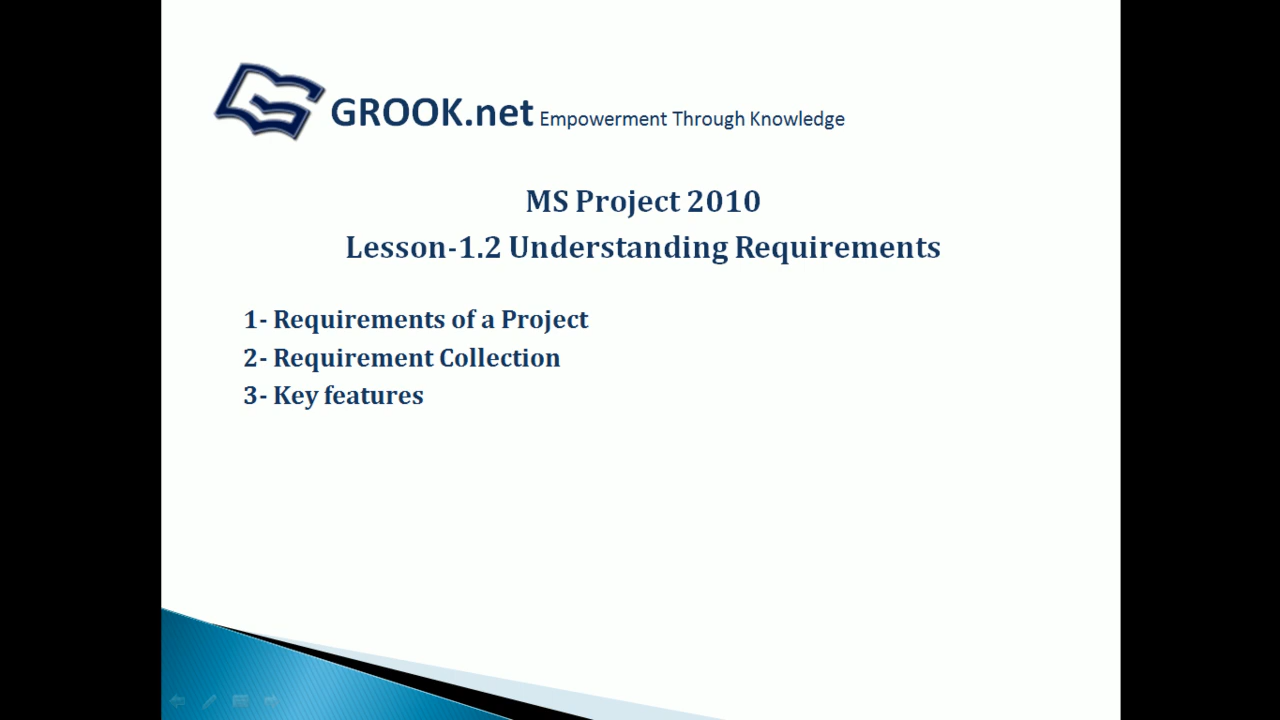 GROOK.net Empowerment Through Knowledge
MS Project 2010
Lesson-1.2 Understanding Requirements
1- Requirements of a Project
2- Requirement Collection
3- Key features